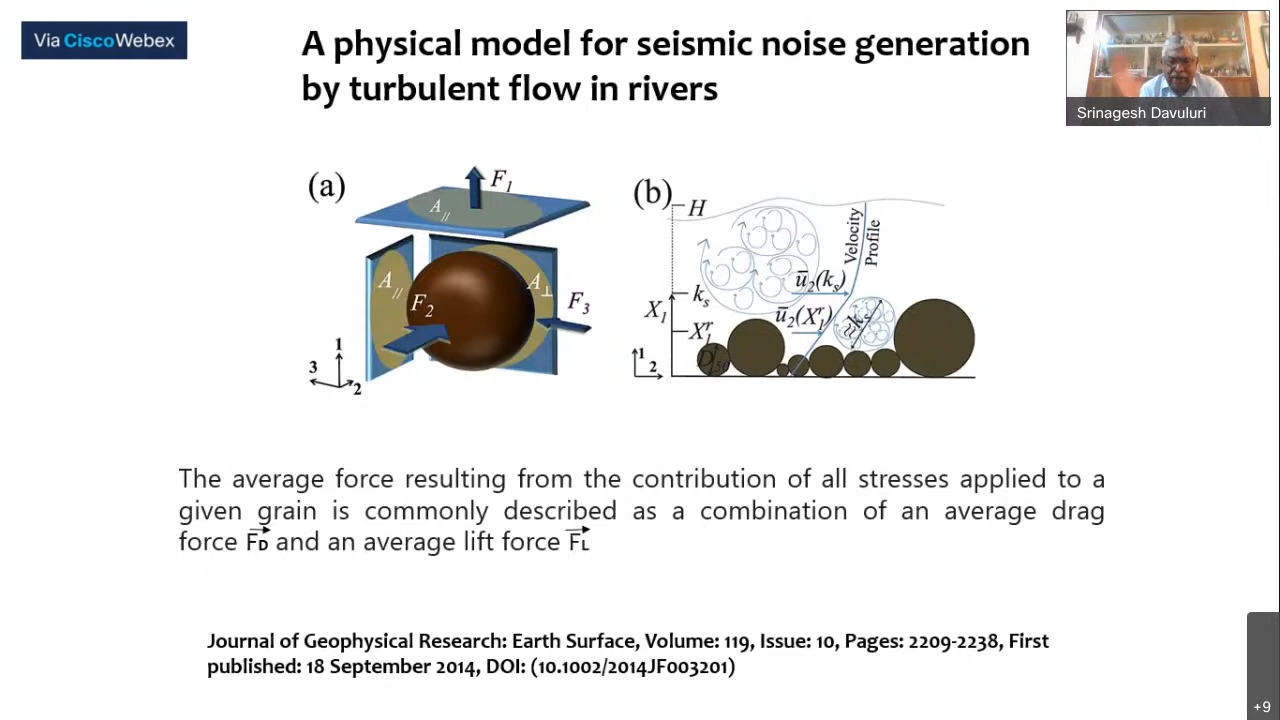 Via CiscoWebex
A physical model for seismic noise generation
by turbulent flow in rivers
Srinagesh Davuluri
(a)
F1
A//
A//
F2
A⊥
F3
1
3
2
(b)
H
Velocity
Profile
ū2(ks)
ks
X1
ū2(X1r)
X1r
≈ks
D50
1
2
The average force resulting from the contribution of all stresses applied to a
given grain is commonly described as a combination of an average drag
force FD and an average lift force FL
Journal of Geophysical Research: Earth Surface, Volume: 119, Issue: 10, Pages: 2209-2238, First
published: 18 September 2014, DOI: (10.1002/2014JF003201)
+9